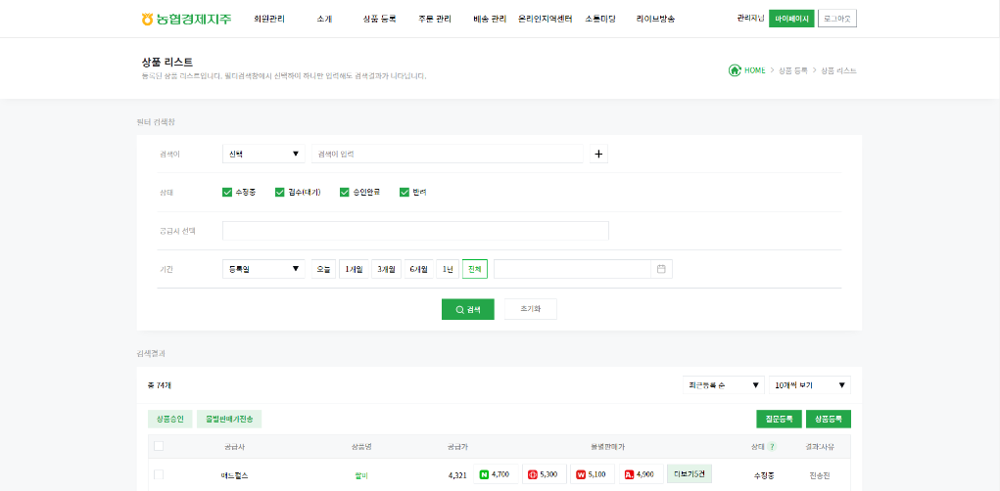 농협경제지주
회원관리 소개 상품 등록 주문 관리 배송 관리 온라인지역센터 소통마당 라이브방송
관리자님 마이페이지 로그아웃
상품 리스트
등록된 상품 리스트입니다. 필터검색창에서 선택하여 하나만 입력해도 검색결과가 나타납니다.
HOME > 상품 등록 > 상품 리스트
필터 검색창
검색어 선택 ▼ 검색어 입력 +
상태 수정중 검수(대기) 승인완료 반려
공급사 선택
기간 등록일 ▼ 오늘 1개월 3개월 6개월 1년 전체
검색 초기화
검색결과
총 74개 최근등록 순 ▼ 10개씩 보기 ▼
상품승인 몰별판매가전송 질문등록 상품등록
공급사 상품명 공급가 몰별판매가 상태 ? 결과:사유
애드컬스 쌀이 4,321 N 4,700 5,300 W 5,100 A. 4,900 더보기5건 수정중 전송전